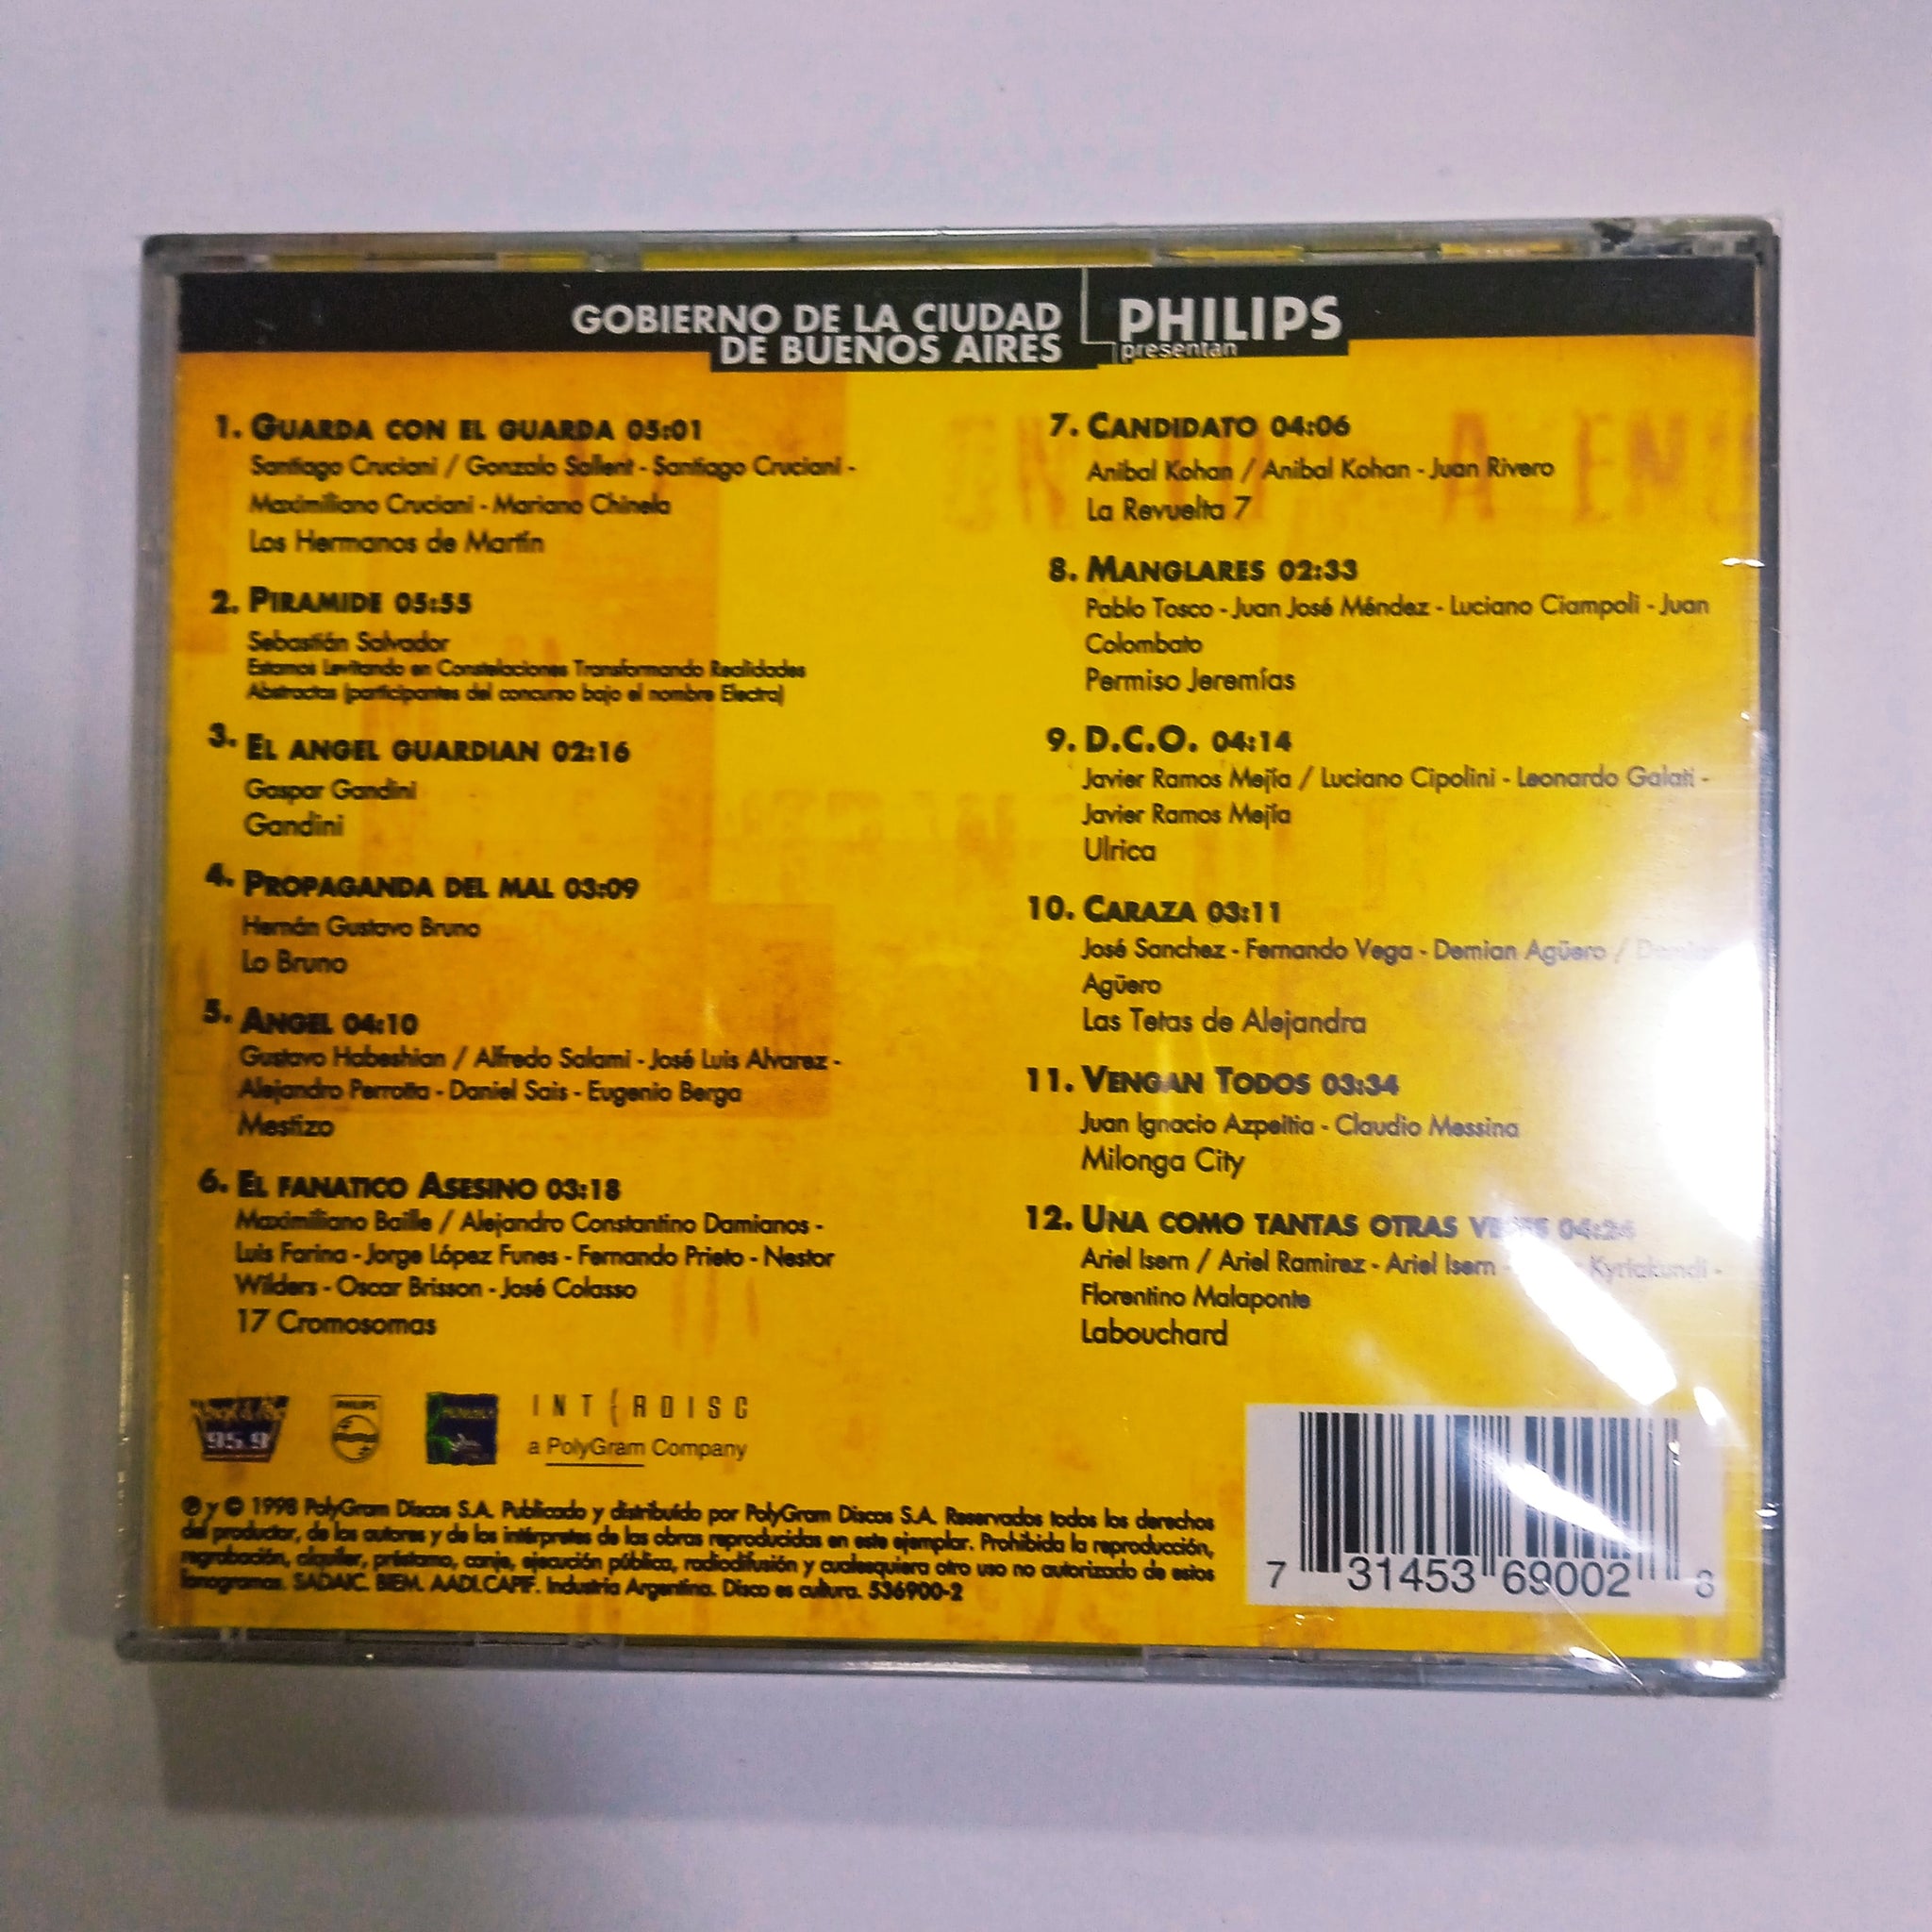 GOBIERNO DE LA CIUDAD
DE BUENOS AIRES
PHILIPS
presentan
1. GUARDA CON EL GUARDA 05:01
Santiago Cruciani / Gonzalo Sallent - Santiago Cruciani -
Maximiliano Cruciani - Mariano Chinela
Los Hermanos de Martín
2. PIRAMIDE 05:55
Sebastián Salvador
Estamos Levitando en Constelaciones Transformando Realidades
Abstractas (participantes del concurso bajo el nombre Electra)
3. EL ANGEL GUARDIAN 02:16
Gaspar Gandini
Gandini
4. PROPAGANDA DEL MAL 03:09
Hernán Gustavo Bruno
Lo Bruno
5. ANGEL 04:10
Gustavo Habeshian / Alfredo Salami - José Luis Alvarez -
Alejandro Perrotta - Daniel Sais - Eugenio Berga
Mestizo
6. EL FANATICO ASESINO 03:18
Maximiliano Baille / Alejandro Constantino Damianos -
Luis Farina - Jorge López Funes - Fernando Prieto - Nestor
Wilders - Oscar Brisson - José Colasso
17 Cromosomas
7. CANDIDATO 04:06
Anibal Kohan / Anibal Kohan - Juan Rivero
La Revuelta 7
8. MANGLARES 02:33
Pablo Tosco - Juan José Méndez - Luciano Ciampoli - Juan
Colombato
Permiso Jeremías
9. D.C.O. 04:14
Javier Ramos Mejía / Luciano Cipolini - Leonardo Galati -
Javier Ramos Mejía
Ulrica
10. CARAZA 03:11
José Sanchez - Fernando Vega - Demian Agüero / Demian
Agüero
Las Tetas de Alejandra
11. VENGAN TODOS 03:34
Juan Ignacio Azpeitia - Claudio Messina
Milonga City
12. UNA COMO TANTAS OTRAS VECES 04:24
Ariel Isern / Ariel Ramirez - Ariel Isern - Kyriakundi -
Florentino Malaponte
Labouchard
95.9
PHILIPS
INTERDISC
a PolyGram Company
℗ y © 1998 PolyGram Discos S.A. Publicado y distribuído por PolyGram Discos S.A. Reservados todos los derechos
del productor, de los autores y de los intérpretes de las obras reproducidas en este ejemplar. Prohibida la reproducción,
regrabación, alquiler, préstamo, canje, ejecución pública, radiodifusión y cualesquiera otro uso no autorizado de estos
fonogramas. SADAIC. BIEM. AADI.CAPIF. Industria Argentina. Disco es cultura. 536900-2
7 31453 69002 8